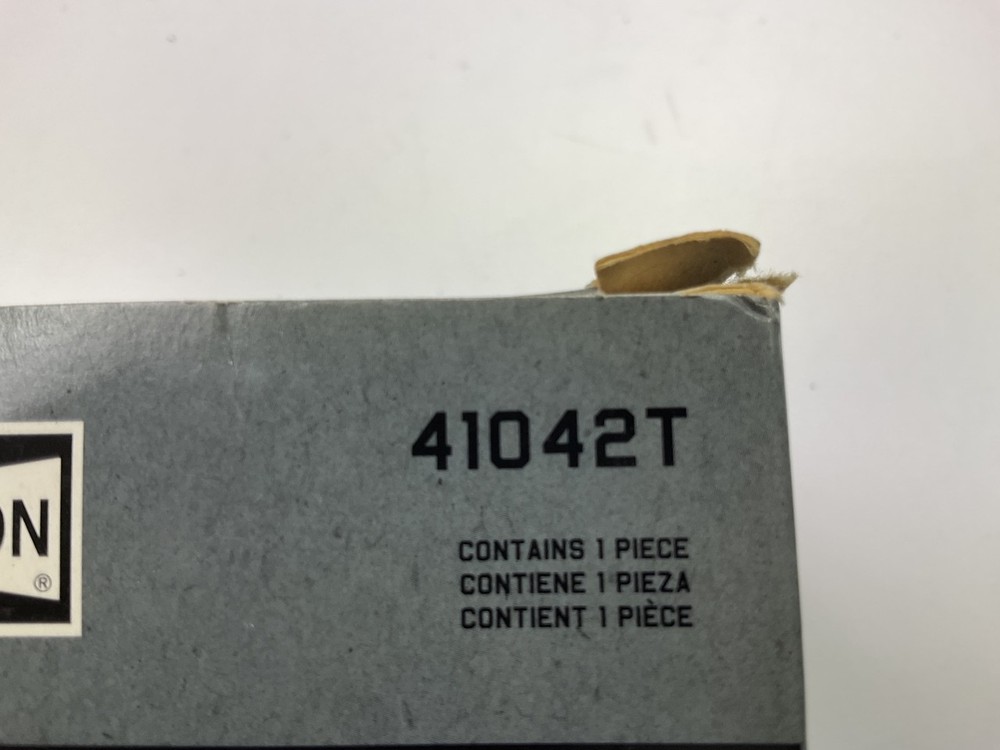 41042T
ON
®
CONTAINS 1 PIECE
CONTIENE 1 PIEZA
CONTIENT 1 PIÈCE